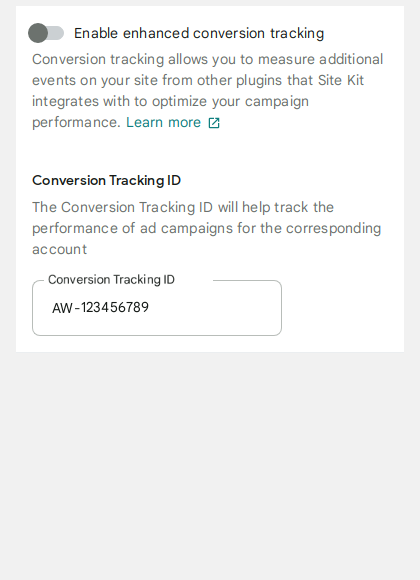 Enable enhanced conversion tracking
Conversion tracking allows you to measure additional
events on your site from other plugins that Site Kit
integrates with to optimize your campaign
performance. Learn more
Conversion Tracking ID
The Conversion Tracking ID will help track the
performance of ad campaigns for the corresponding
account
Conversion Tracking ID
AW-123456789